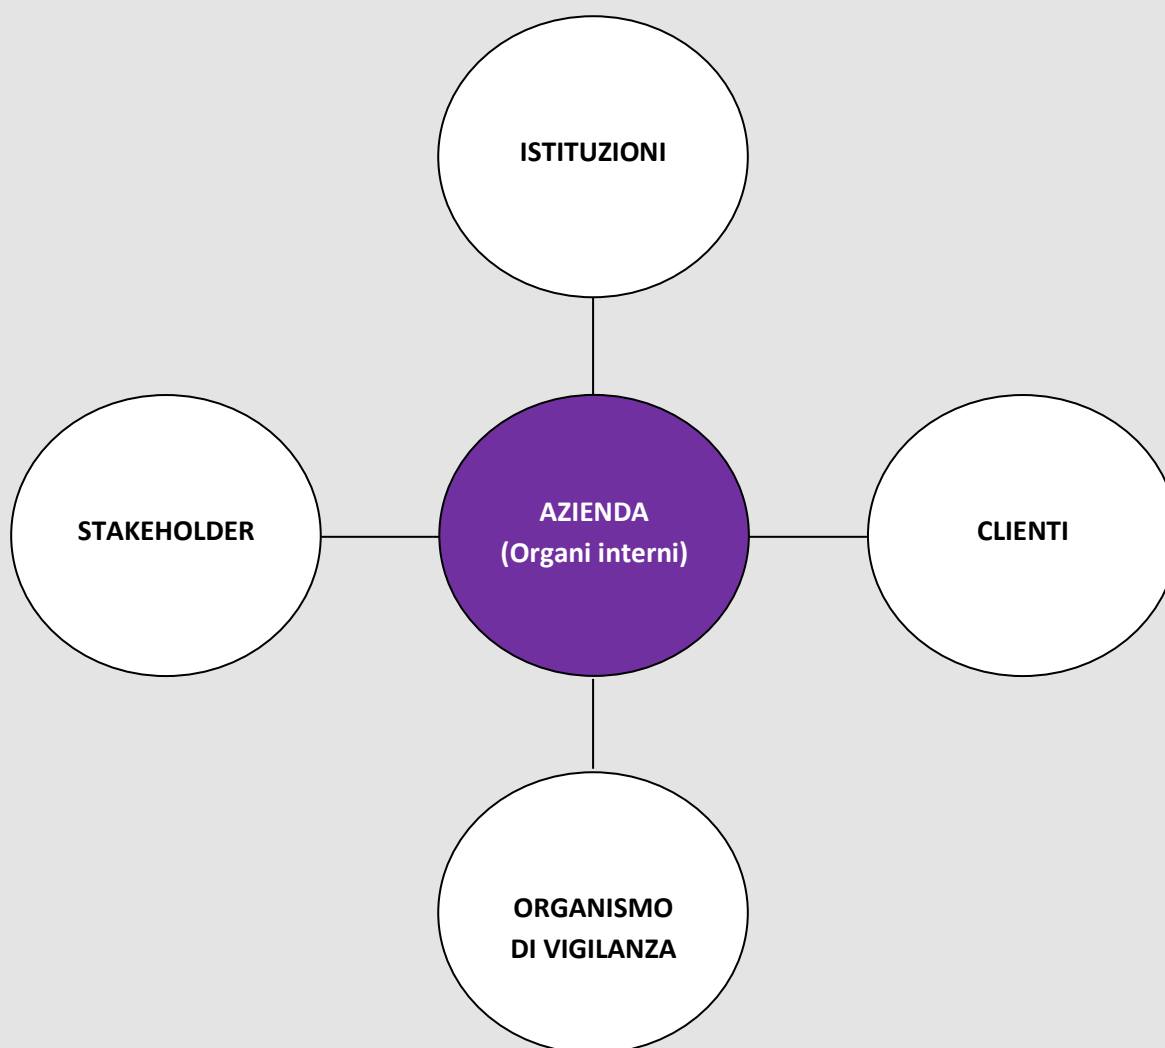 ISTITUZIONI
STAKEHOLDER
AZIENDA
(Organi interni)
CLIENTI
ORGANISMO
DI VIGILANZA